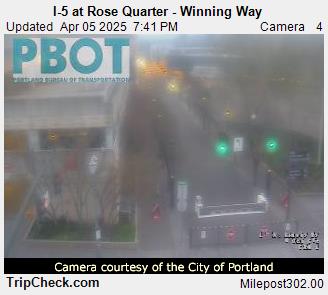 I-5 at Rose Quarter - Winning Way
Updated Apr 05 2025 7:41 PM Camera 4
PBOT
PORTLAND BUREAU OF TRANSPORTATION
Camera courtesy of the City of Portland
TripCheck.com Milepost302.00